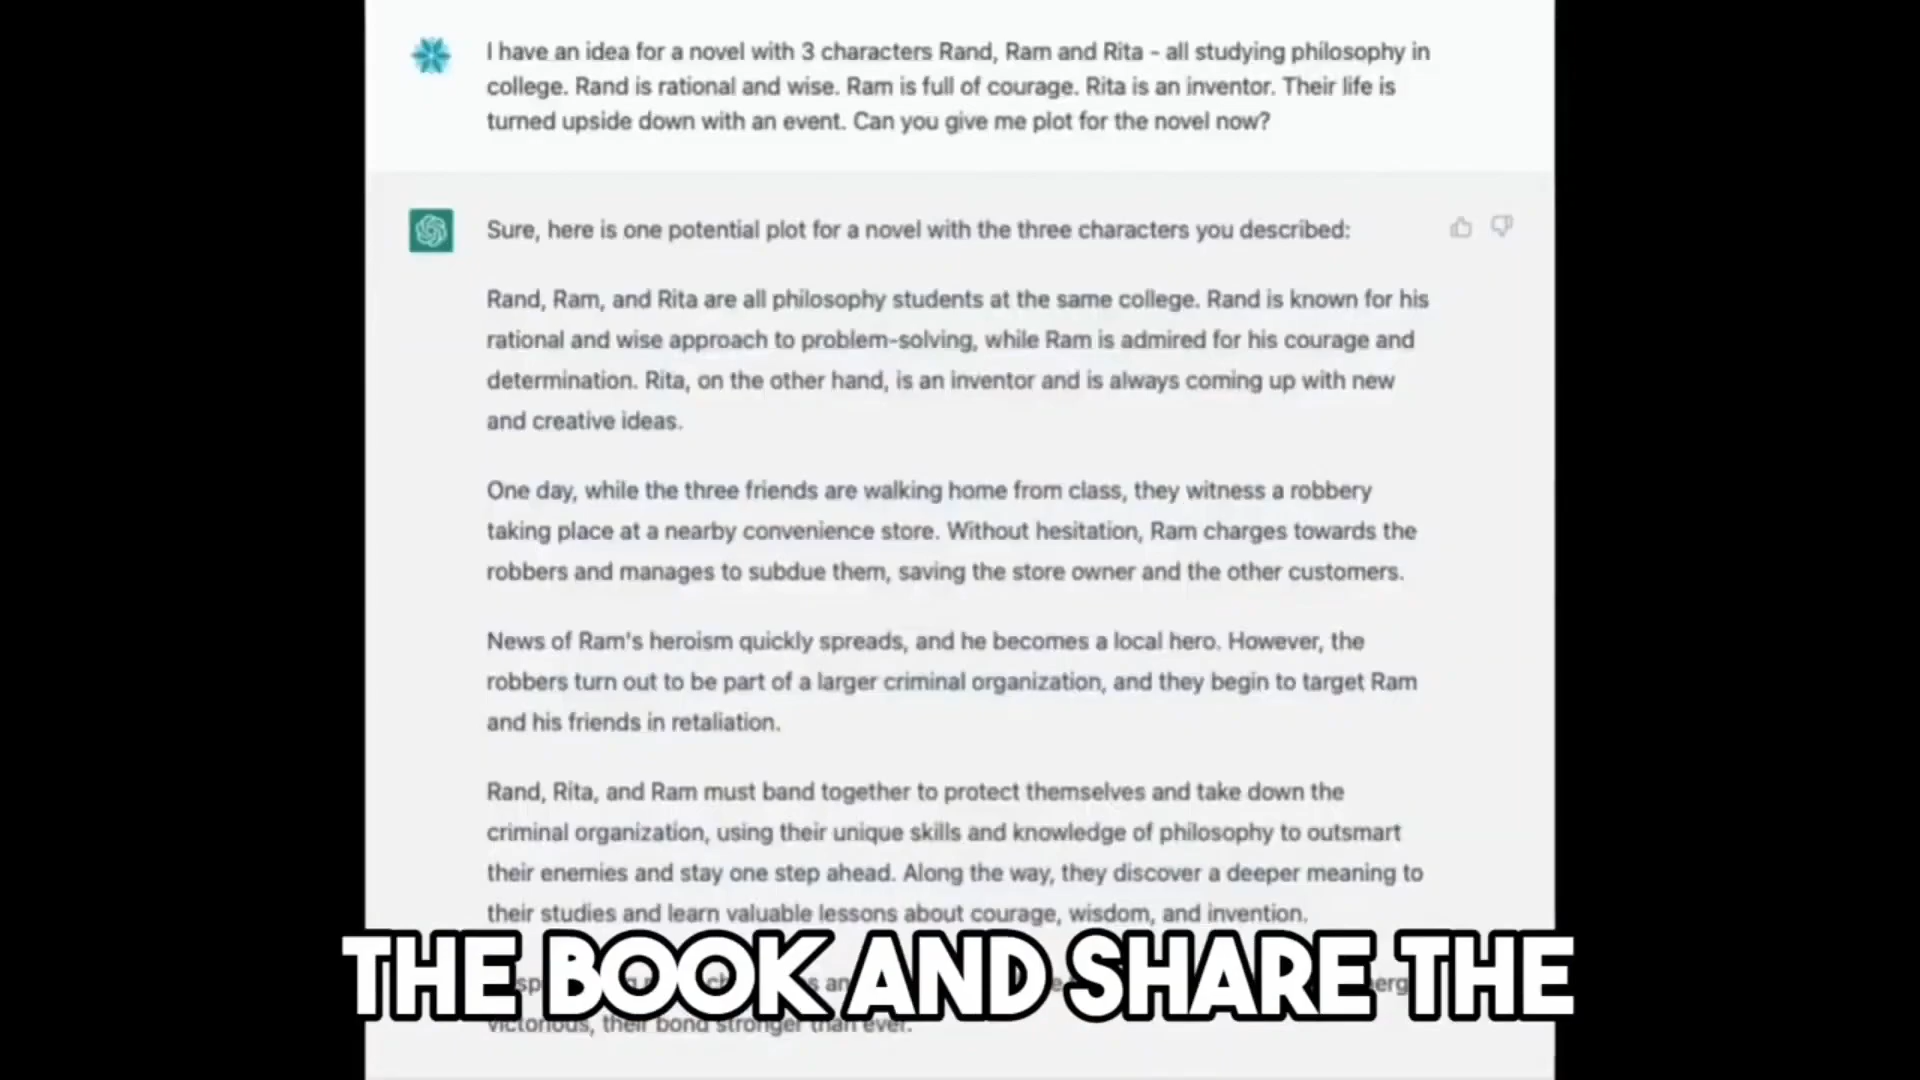 I have an idea for a novel with 3 characters Rand, Ram and Rita - all studying philosophy in
college. Rand is rational and wise. Ram is full of courage. Rita is an inventor. Their life is
turned upside down with an event. Can you give me plot for the novel now?
Sure, here is one potential plot for a novel with the three characters you described:
Rand, Ram, and Rita are all philosophy students at the same college. Rand is known for his
rational and wise approach to problem-solving, while Ram is admired for his courage and
determination. Rita, on the other hand, is an inventor and is always coming up with new
and creative ideas.
One day, while the three friends are walking home from class, they witness a robbery
taking place at a nearby convenience store. Without hesitation, Ram charges towards the
robbers and manages to subdue them, saving the store owner and the other customers.
News of Ram's heroism quickly spreads, and he becomes a local hero. However, the
robbers turn out to be part of a larger criminal organization, and they begin to target Ram
and his friends in retaliation.
Rand, Rita, and Ram must band together to protect themselves and take down the
criminal organization, using their unique skills and knowledge of philosophy to outsmart
their enemies and stay one step ahead. Along the way, they discover a deeper meaning to
their studies and learn valuable lessons about courage, wisdom, and invention.
THE BOOK AND SHARE THE
victorious, their bond stronger than ever.